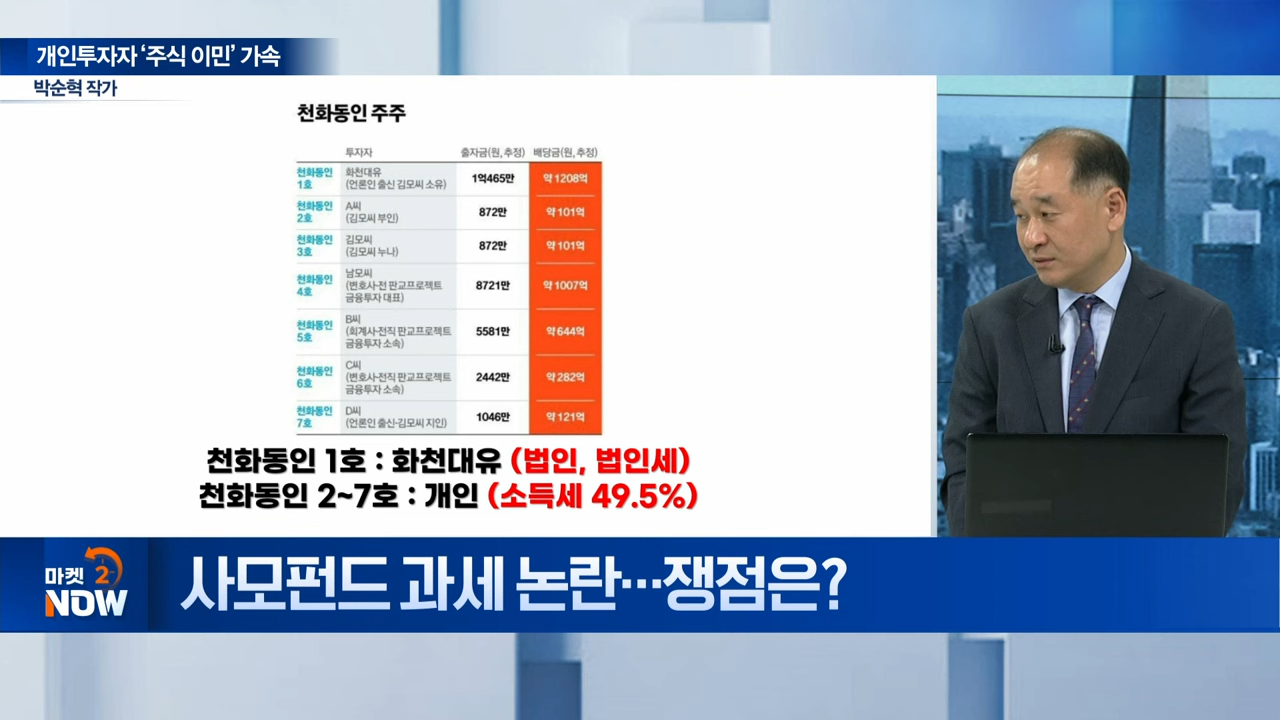 개인투자자 ‘주식 이민’ 가속
박순혁 작가
천화동인 주주
투자자 출자금(원, 추정) 배당금(원, 추정)
천화동인 1호
화천대유
(언론인 출신 김모씨 소유)
1억465만 약 1208억
천화동인 2호
A씨
(김모씨 부인)
872만 약 101억
천화동인 3호
김모씨
(김모씨 누나)
872만 약 101억
천화동인 4호
남모씨
(변호사·전 판교프로젝트
금융투자 대표)
8721만 약 1007억
천화동인 5호
B씨
(회계사·전직 판교프로젝트
금융투자 소속)
5581만 약 644억
천화동인 6호
C씨
(변호사·전직 판교프로젝트
금융투자 소속)
2442만 약 282억
천화동인 7호
D씨
(언론인 출신·김모씨 지인)
1046만 약 121억
천화동인 1호 : 화천대유 (법인, 법인세)
천화동인 2~7호 : 개인 (소득세 49.5%)
마켓 2
NOW
사모펀드 과세 논란…쟁점은?